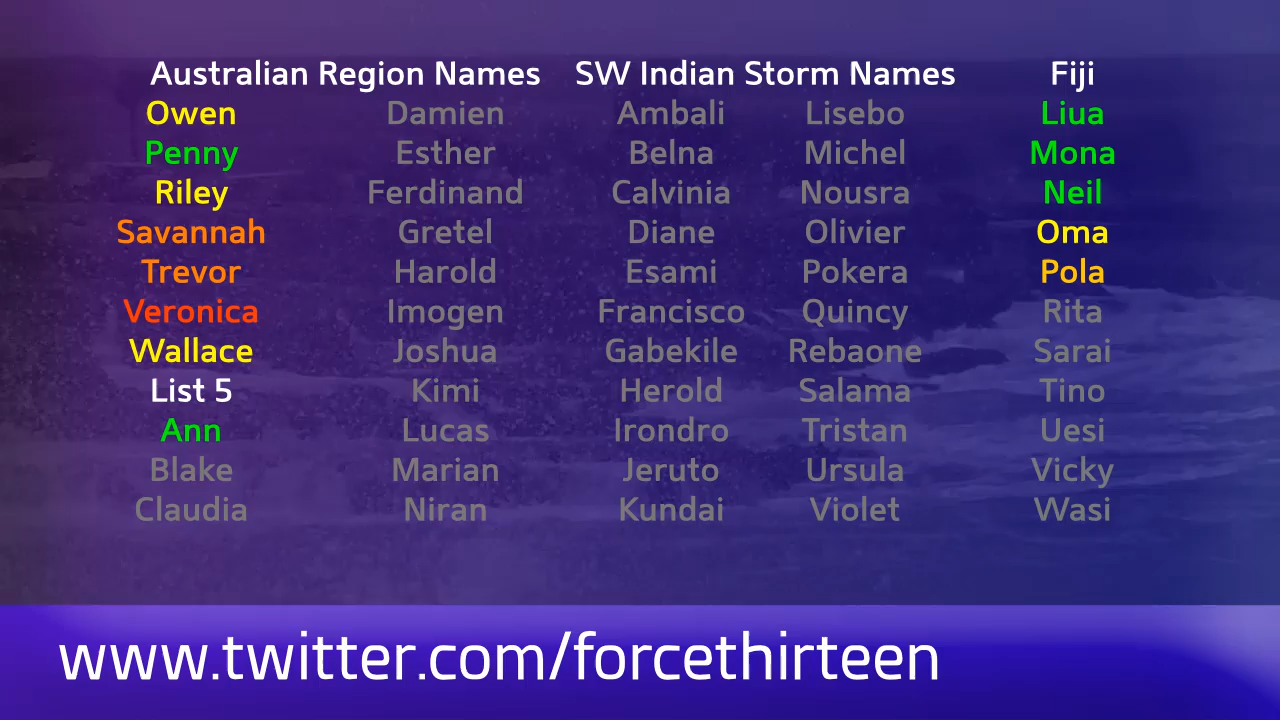 Australian Region Names SW Indian Storm Names Fiji
Owen Damien Ambali Lisebo Liua
Penny Esther Belna Michel Mona
Riley Ferdinand Calvinia Nousra Neil
Savannah Gretel Diane Olivier Oma
Trevor Harold Esami Pokera Pola
Veronica Imogen Francisco Quincy Rita
Wallace Joshua Gabekile Rebaone Sarai
List 5 Kimi Herold Salama Tino
Ann Lucas Irondro Tristan Uesi
Blake Marian Jeruto Ursula Vicky
Claudia Niran Kundai Violet Wasi
www.twitter.com/forcethirteen